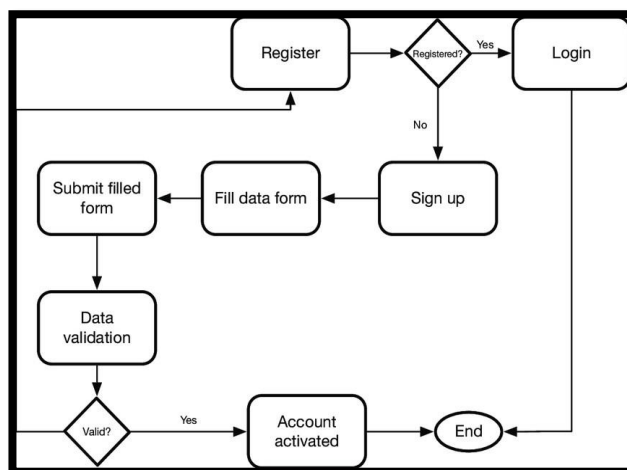 Register
Registered?
Yes
Login
No
Submit filled
form
Fill data form
Sign up
Data
validation
Valid?
Yes
Account
activated
End